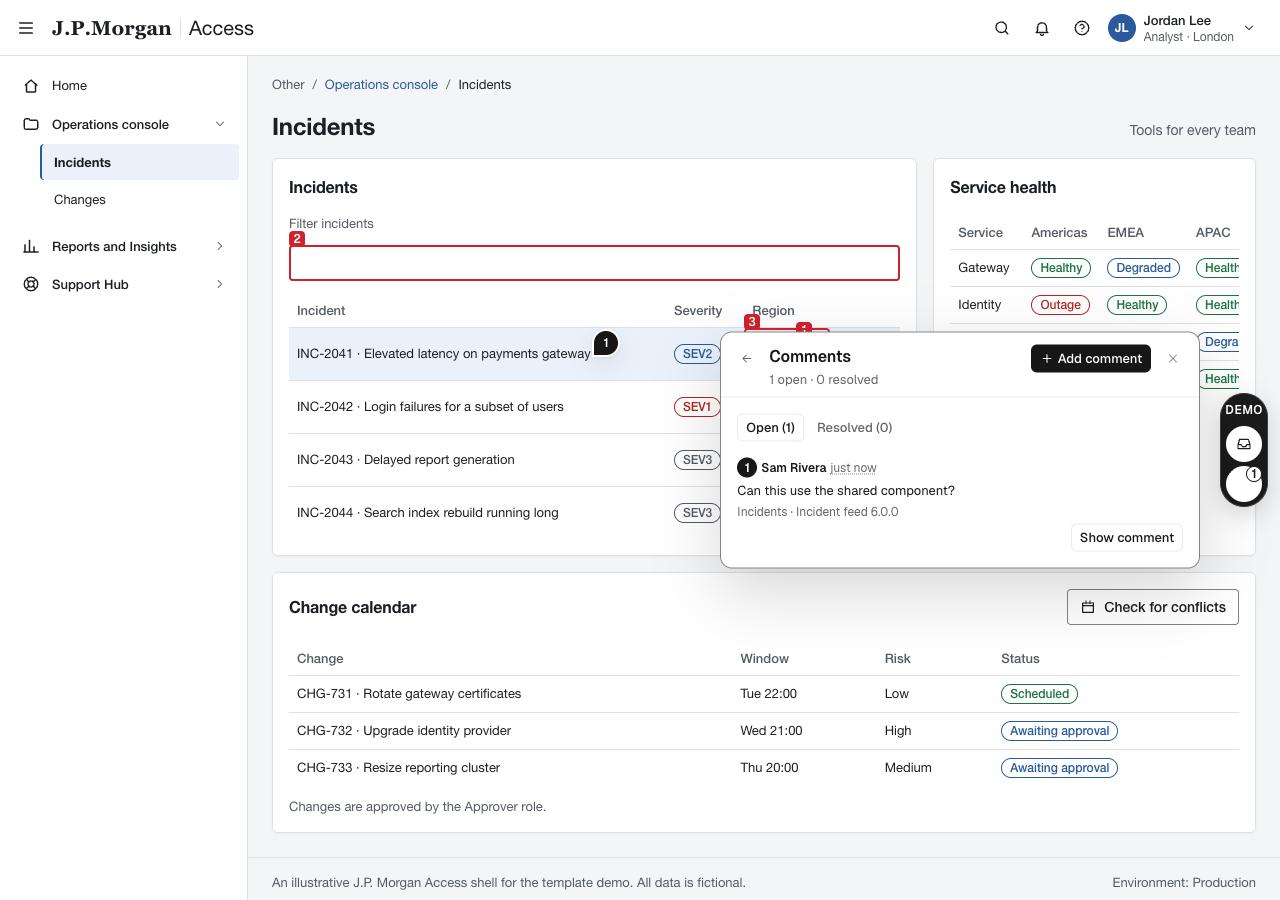 J.P.Morgan Access
JL
Jordan Lee
Analyst · London
Home
Operations console
Incidents
Changes
Reports and Insights
Support Hub
Other / Operations console / Incidents
Incidents
Tools for every team
Incidents
Filter incidents
2
Incident Severity Region
3
INC-2041 · Elevated latency on payments gateway SEV2
1
INC-2042 · Login failures for a subset of users SEV1
INC-2043 · Delayed report generation SEV3
INC-2044 · Search index rebuild running long SEV3
Service health
Service Americas EMEA APAC
Gateway Healthy Degraded
Identity Outage Healthy
Comments
1 open · 0 resolved
Add comment
Open (1) Resolved (0)
1 Sam Rivera just now
Can this use the shared component?
Incidents · Incident feed 6.0.0
Show comment
DEMO
1
Change calendar
Check for conflicts
Change Window Risk Status
CHG-731 · Rotate gateway certificates Tue 22:00 Low Scheduled
CHG-732 · Upgrade identity provider Wed 21:00 High Awaiting approval
CHG-733 · Resize reporting cluster Thu 20:00 Medium Awaiting approval
Changes are approved by the Approver role.
An illustrative J.P. Morgan Access shell for the template demo. All data is fictional.
Environment: Production